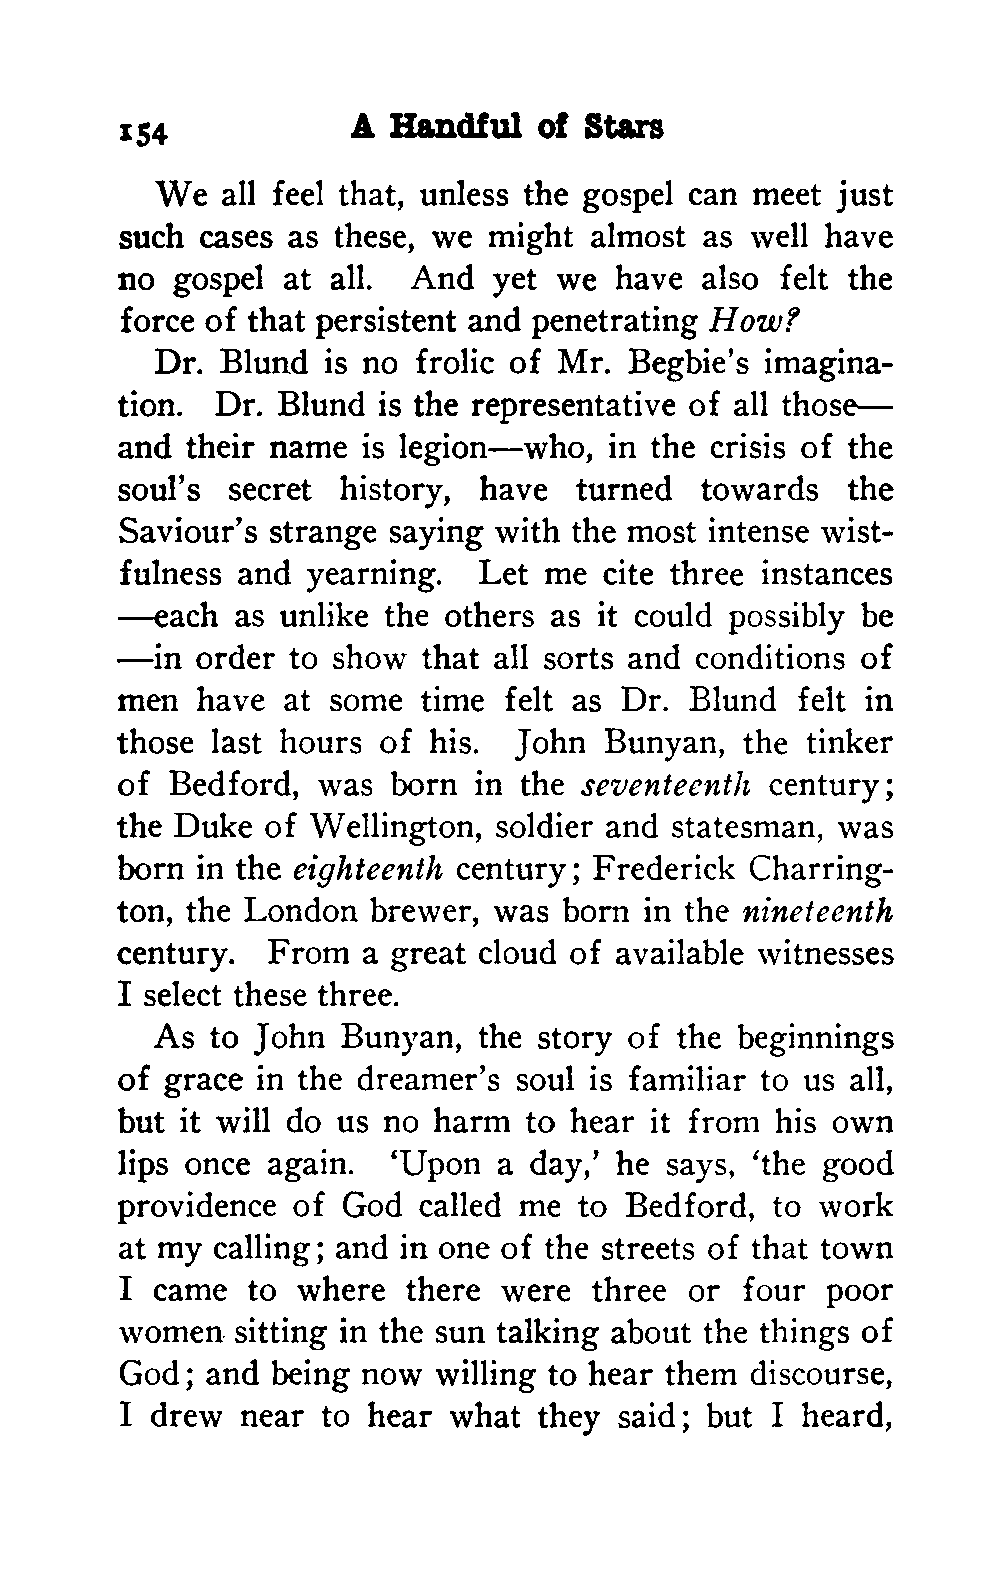 154 A Handful of Stars
We all feel that, unless the gospel can meet just
such cases as these, we might almost as well have
no gospel at all. And yet we have also felt the
force of that persistent and penetrating How?
Dr. Blund is no frolic of Mr. Begbie's imagina-
tion. Dr. Blund is the representative of all those—
and their name is legion—who, in the crisis of the
soul's secret history, have turned towards the
Saviour's strange saying with the most intense wist-
fulness and yearning. Let me cite three instances
—each as unlike the others as it could possibly be
—in order to show that all sorts and conditions of
men have at some time felt as Dr. Blund felt in
those last hours of his. John Bunyan, the tinker
of Bedford, was born in the seventeenth century;
the Duke of Wellington, soldier and statesman, was
born in the eighteenth century; Frederick Charring-
ton, the London brewer, was born in the nineteenth
century. From a great cloud of available witnesses
I select these three.
As to John Bunyan, the story of the beginnings
of grace in the dreamer's soul is familiar to us all,
but it will do us no harm to hear it from his own
lips once again. 'Upon a day,' he says, 'the good
providence of God called me to Bedford, to work
at my calling; and in one of the streets of that town
I came to where there were three or four poor
women sitting in the sun talking about the things of
God; and being now willing to hear them discourse,
I drew near to hear what they said; but I heard,